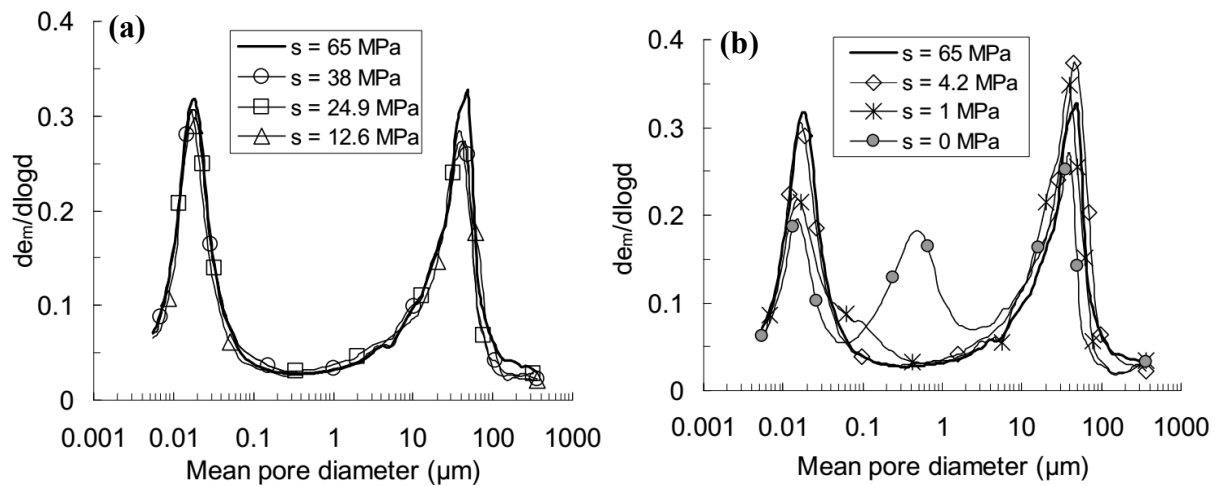 (a)
s = 65 MPa
s = 38 MPa
s = 24.9 MPa
s = 12.6 MPa
0.4
0.3
0.2
0.1
0
de_m/dlogd
0.001 0.01 0.1 1 10 100 1000
Mean pore diameter (μm)
(b)
s = 65 MPa
s = 4.2 MPa
s = 1 MPa
s = 0 MPa
0.4
0.3
0.2
0.1
0
de_m/dlogd
0.001 0.01 0.1 1 10 100 1000
Mean pore diameter (μm)